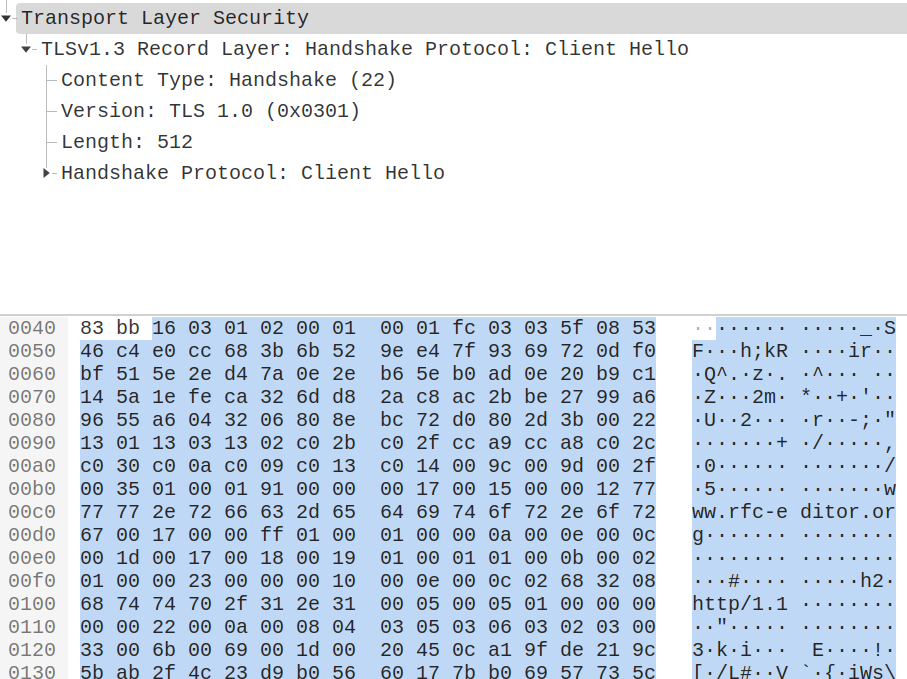 Transport Layer Security
TLSv1.3 Record Layer: Handshake Protocol: Client Hello
Content Type: Handshake (22)
Version: TLS 1.0 (0x0301)
Length: 512
Handshake Protocol: Client Hello
0040 83 bb 16 03 01 02 00 01 00 01 fc 03 03 5f 08 53 ········ ·····_·S
0050 46 c4 e0 cc 68 3b 6b 52 9e e4 7f 93 69 72 0d f0 F···h;kR ····ir··
0060 bf 51 5e 2e d4 7a 0e 2e b6 5e b0 ad 0e 20 b9 c1 ·Q^.·z·. ·^··· ··
0070 14 5a 1e fe ca 32 6d d8 2a c8 ac 2b be 27 99 a6 ·Z···2m· *··+·'··
0080 96 55 a6 04 32 06 80 8e bc 72 d0 80 2d 3b 00 22 ·U··2··· ·r··-;·"
0090 13 01 13 03 13 02 c0 2b c0 2f cc a9 cc a8 c0 2c ·······+ ·/·····,
00a0 c0 30 c0 0a c0 09 c0 13 c0 14 00 9c 00 9d 00 2f ·0······ ·······/
00b0 00 35 01 00 01 91 00 00 00 17 00 15 00 00 12 77 ·5······ ·······w
00c0 77 77 2e 72 66 63 2d 65 64 69 74 6f 72 2e 6f 72 ww.rfc-e ditor.or
00d0 67 00 17 00 00 ff 01 00 01 00 00 0a 00 0e 00 0c g······· ········
00e0 00 1d 00 17 00 18 00 19 01 00 01 01 00 0b 00 02 ········ ········
00f0 01 00 00 23 00 00 00 10 00 0e 00 0c 02 68 32 08 ···#···· ·····h2·
0100 68 74 74 70 2f 31 2e 31 00 05 00 05 01 00 00 00 http/1.1 ········
0110 00 00 22 00 0a 00 08 04 03 05 03 06 03 02 03 00 ··"····· ········
0120 33 00 6b 00 69 00 1d 00 20 45 0c a1 9f de 21 9c 3·k·i··· E····!·
0130 5b ab 2f 4c 23 d9 b0 56 60 17 7b b0 69 57 73 5c [·/L#··V `·{·iWs\